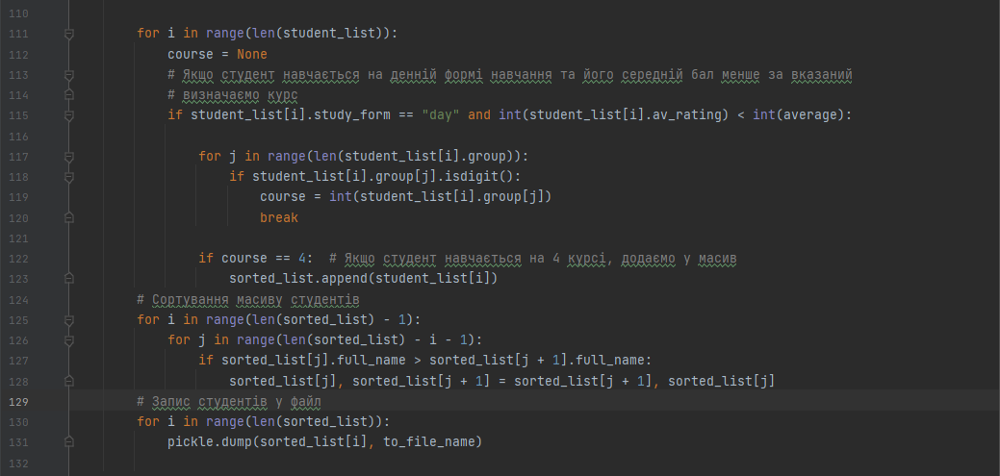 110
111 for i in range(len(student_list)):
112 course = None
113 # Якщо студент навчається на денній формі навчання та його середній бал менше за вказаний
114 # визначаємо курс
115 if student_list[i].study_form == "day" and int(student_list[i].av_rating) < int(average):
116
117 for j in range(len(student_list[i].group)):
118 if student_list[i].group[j].isdigit():
119 course = int(student_list[i].group[j])
120 break
121
122 if course == 4:  # Якщо студент навчається на 4 курсі, додаємо у масив
123 sorted_list.append(student_list[i])
124 # Сортування масиву студентів
125 for i in range(len(sorted_list) - 1):
126 for j in range(len(sorted_list) - i - 1):
127 if sorted_list[j].full_name > sorted_list[j + 1].full_name:
128 sorted_list[j], sorted_list[j + 1] = sorted_list[j + 1], sorted_list[j]
129 # Запис студентів у файл
130 for i in range(len(sorted_list)):
131 pickle.dump(sorted_list[i], to_file_name)
132